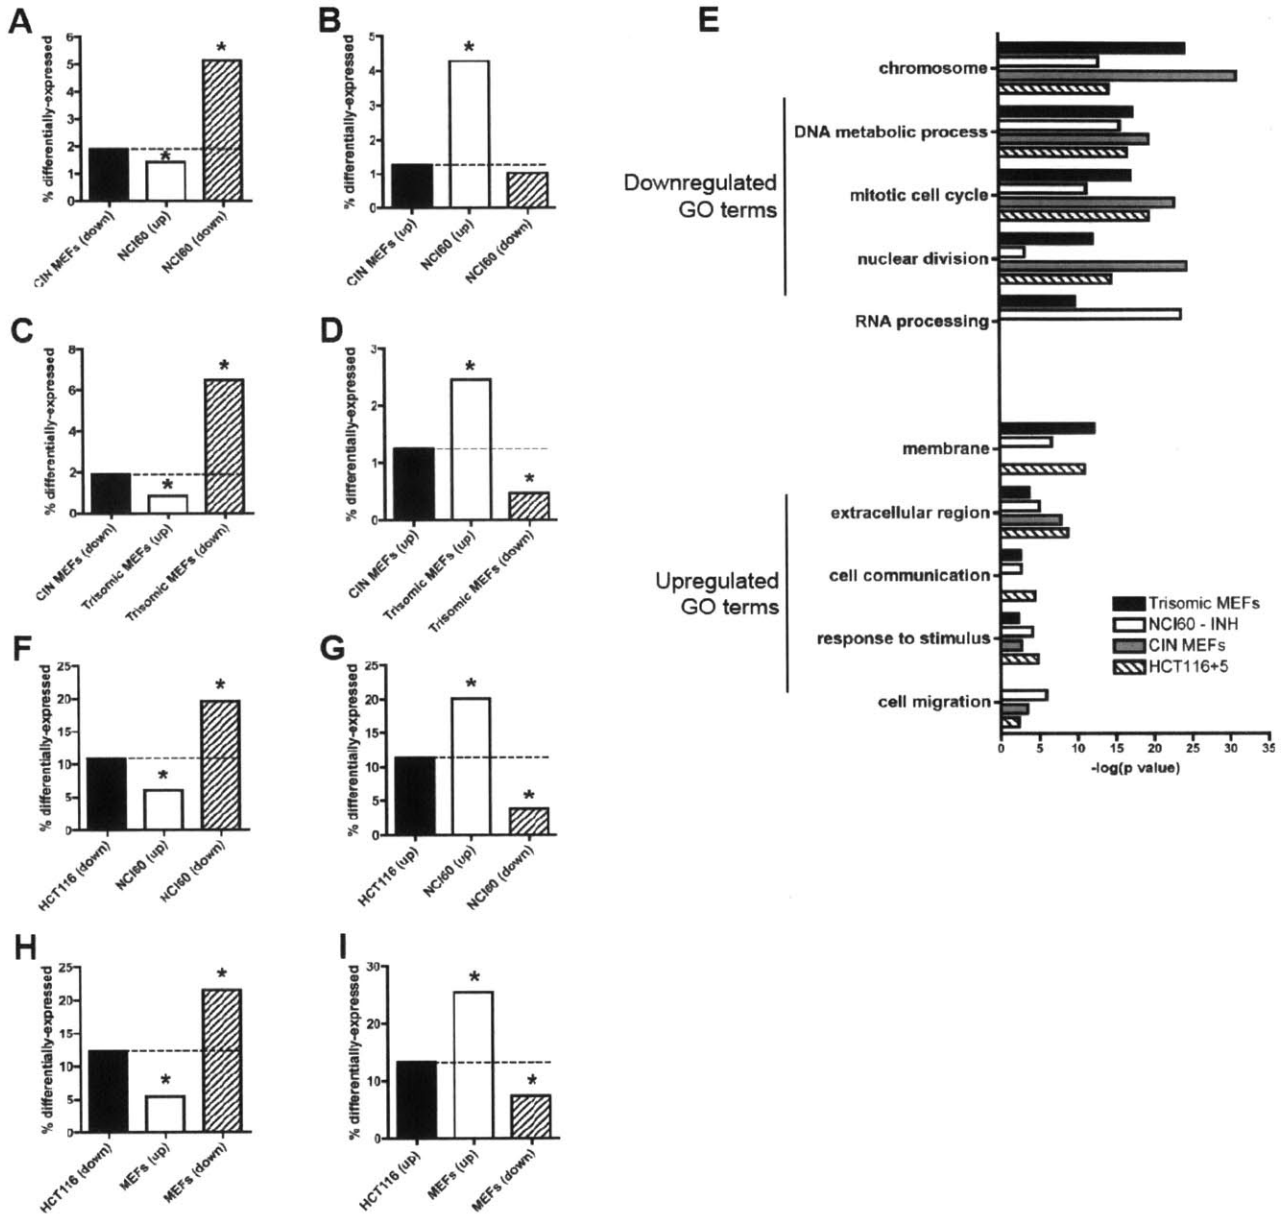 A
% differentially-expressed
6
5
4
3
2
1
0
*
*
CIN MEFs (down)
NCI60 (up)
NCI60 (down)
B
% differentially-expressed
5
4
3
2
1
0
*
CIN MEFs (up)
NCI60 (up)
NCI60 (down)
C
% differentially-expressed
8
6
4
2
0
*
*
CIN MEFs (down)
Trisomic MEFs (up)
Trisomic MEFs (down)
D
% differentially-expressed
3
2
1
0
*
*
CIN MEFs (up)
Trisomic MEFs (up)
Trisomic MEFs (down)
E
Downregulated
GO terms
chromosome
DNA metabolic process
mitotic cell cycle
nuclear division
RNA processing
Upregulated
GO terms
membrane
extracellular region
cell communication
response to stimulus
cell migration
Trisomic MEFs
NCI60 - INH
CIN MEFs
HCT116+5
0 5 10 15 20 25 30 35
-log(p value)
F
% differentially-expressed
25
20
15
10
5
0
*
*
HCT116 (down)
NCI60 (up)
NCI60 (down)
G
% differentially-expressed
25
20
15
10
5
0
*
*
HCT116 (up)
NCI60 (up)
NCI60 (down)
H
% differentially-expressed
25
20
15
10
5
0
*
*
HCT116 (down)
MEFs (up)
MEFs (down)
I
% differentially-expressed
30
20
10
0
*
*
HCT116 (up)
MEFs (up)
MEFs (down)